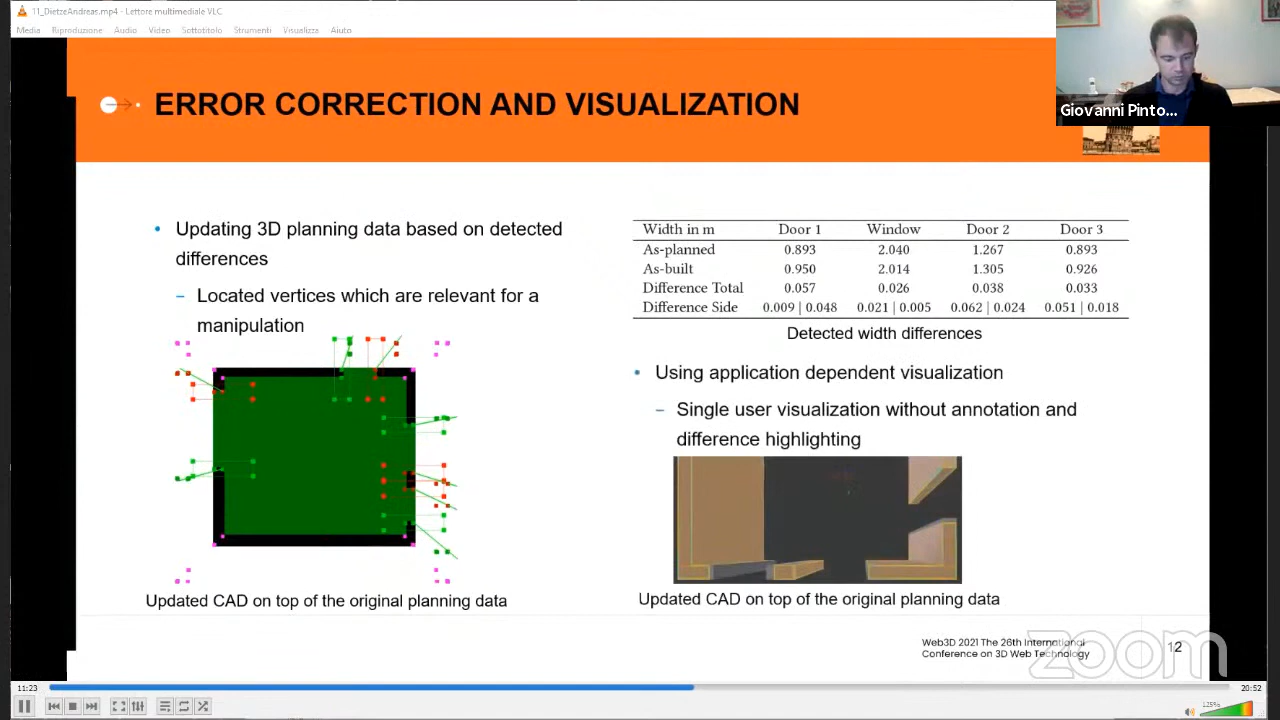 11_DietzeAndreas.mp4 - Lettore multimediale VLC
Media Riproduzione Audio Video Sottotitolo Strumenti Visualizza Aiuto
Giovanni Pinto...
ERROR CORRECTION AND VISUALIZATION
• Updating 3D planning data based on detected
differences
– Located vertices which are relevant for a
manipulation
Updated CAD on top of the original planning data
Width in m Door 1 Window Door 2 Door 3
As-planned 0.893 2.040 1.267 0.893
As-built 0.950 2.014 1.305 0.926
Difference Total 0.057 0.026 0.038 0.033
Difference Side 0.009 | 0.048 0.021 | 0.005 0.062 | 0.024 0.051 | 0.018
Detected width differences
• Using application dependent visualization
– Single user visualization without annotation and
difference highlighting
Updated CAD on top of the original planning data
Web3D 2021 The 26th International
Conference on 3D Web Technology
12
zoom
11:23
20:52
125%